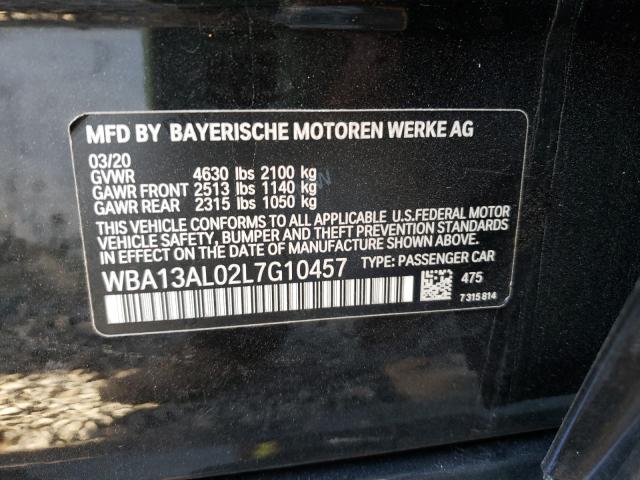 MFD BY BAYERISCHE MOTOREN WERKE AG
03/20
GVWR 4630 lbs 2100 kg
GAWR FRONT 2513 lbs 1140 kg
GAWR REAR 2315 lbs 1050 kg
THIS VEHICLE CONFORMS TO ALL APPLICABLE U.S.FEDERAL MOTOR
VEHICLE SAFETY, BUMPER, AND THEFT PREVENTION STANDARDS
IN EFFECT ON THE DATE OF MANUFACTURE SHOWN ABOVE.
WBA13AL02L7G10457 TYPE: PASSENGER CAR
475
7315814